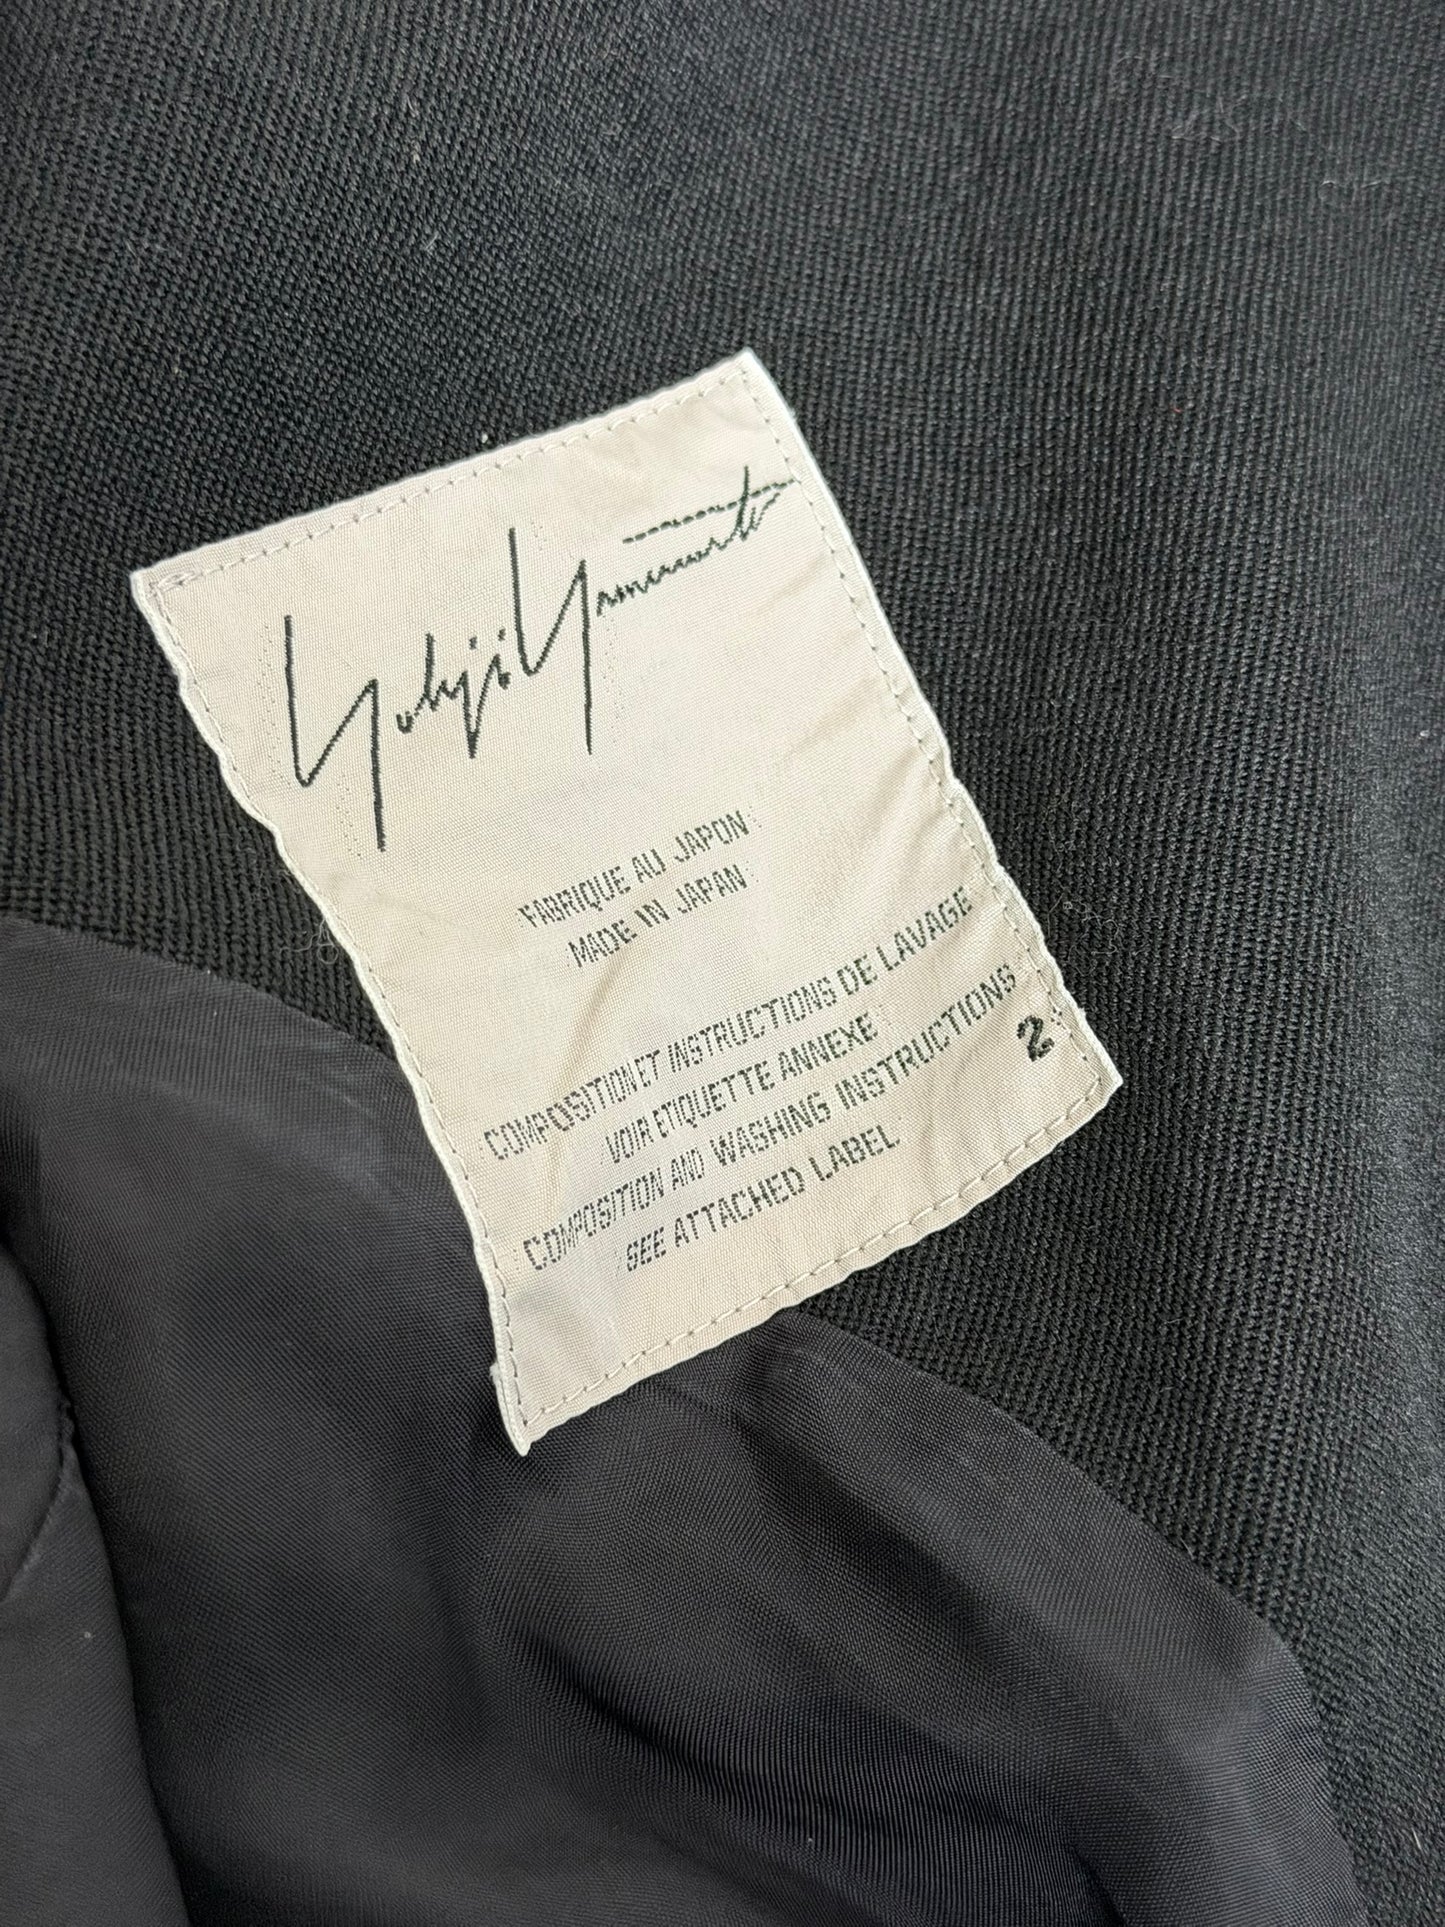 Yohji Yamamoto
FABRIQUE AU JAPON
MADE IN JAPAN
COMPOSITION ET INSTRUCTIONS DE LAVAGE
VOIR ETIQUETTE ANNEXE
COMPOSITION AND WASHING INSTRUCTIONS
SEE ATTACHED LABEL
2